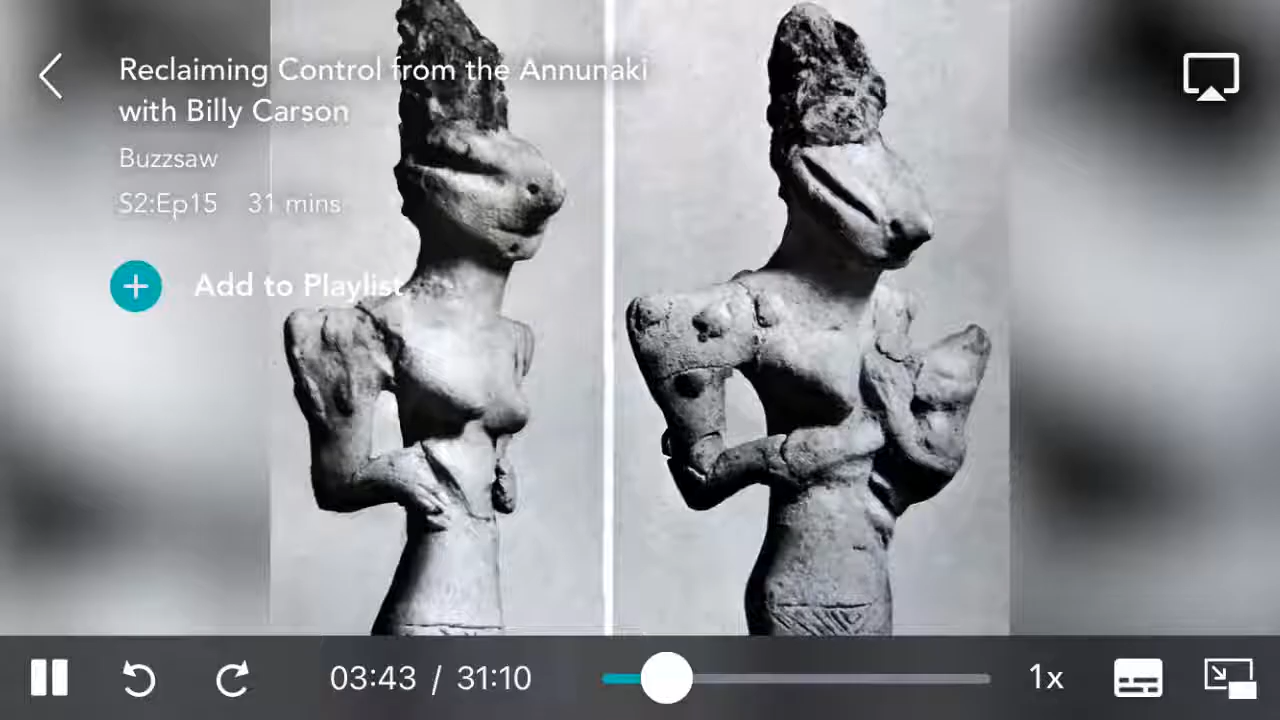 Reclaiming Control from the Annunaki
with Billy Carson
Buzzsaw
S2:Ep15 31 mins
Add to Playlist
03:43 / 31:10
1x